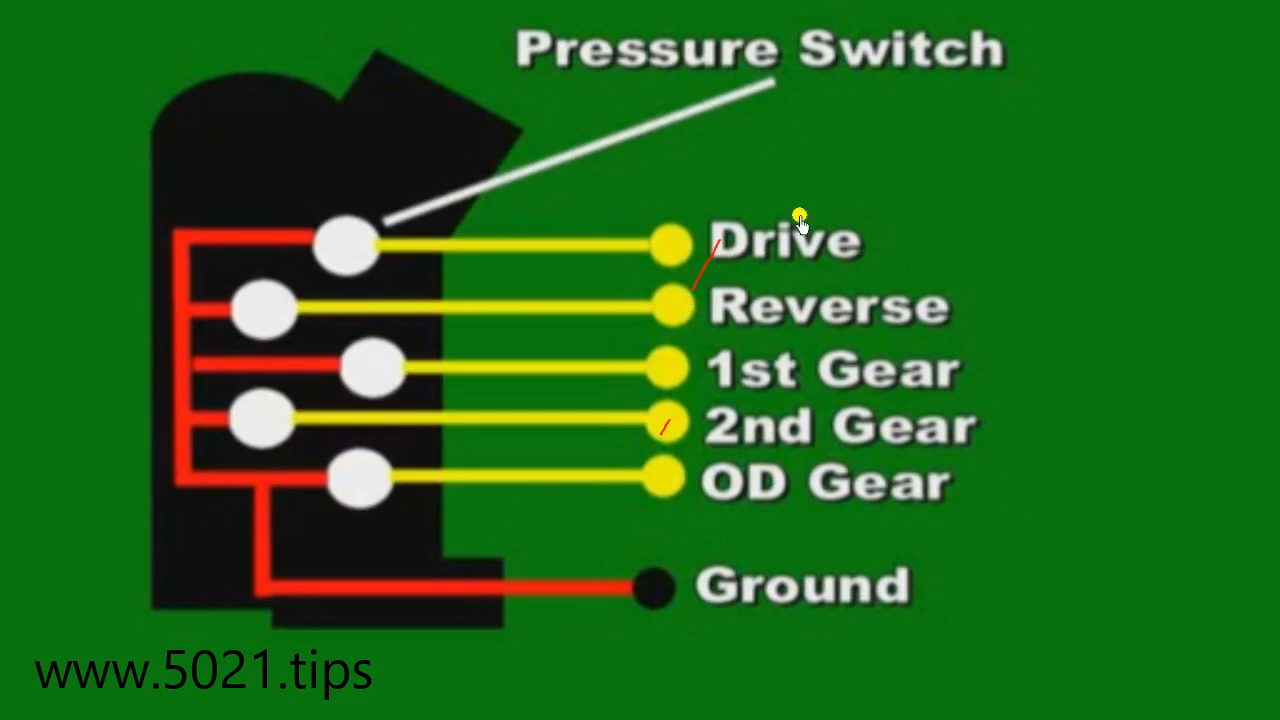 Pressure Switch
Drive
Reverse
1st Gear
2nd Gear
OD Gear
Ground
www.5021.tips